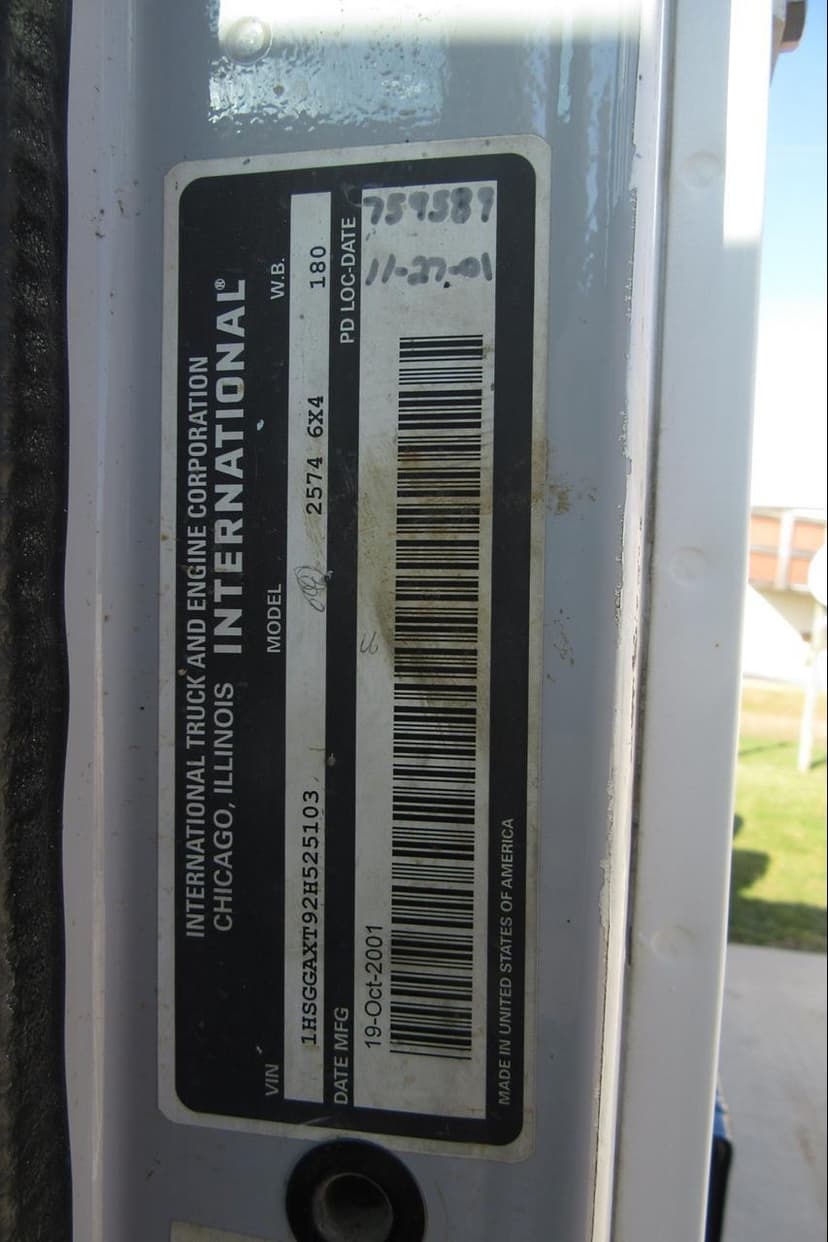 INTERNATIONAL TRUCK AND ENGINE CORPORATION
CHICAGO, ILLINOIS INTERNATIONAL®
VIN MODEL W.B.
1HSGGAXT92H525103 2574 6X4 180
DATE MFG PD LOC-DATE
19-Oct-2001 759589
11-27-01
MADE IN UNITED STATES OF AMERICA